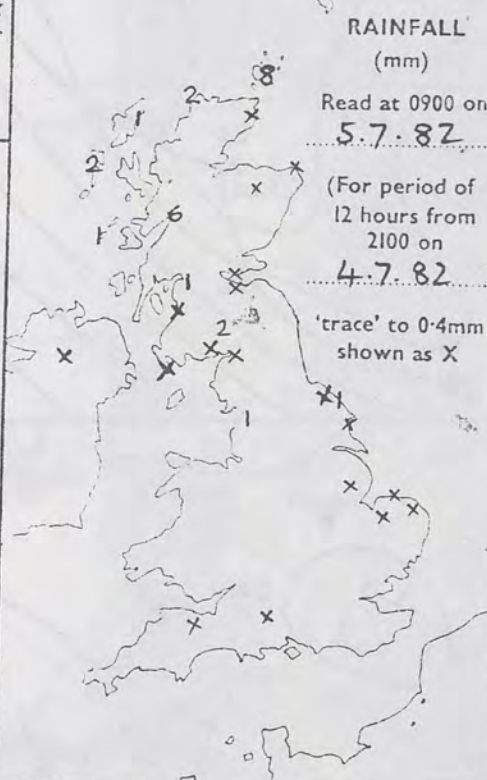 RAINFALL
(mm)
Read at 0900 on
5.7.82
(For period of
12 hours from
2100 on
4.7.82
'trace' to 0·4mm
shown as X
8
2
1
X
2
X
X
6
1
X
X
1
X
2
X
X
X
X
X
X 1
X
1
X
X
X
X
X
X